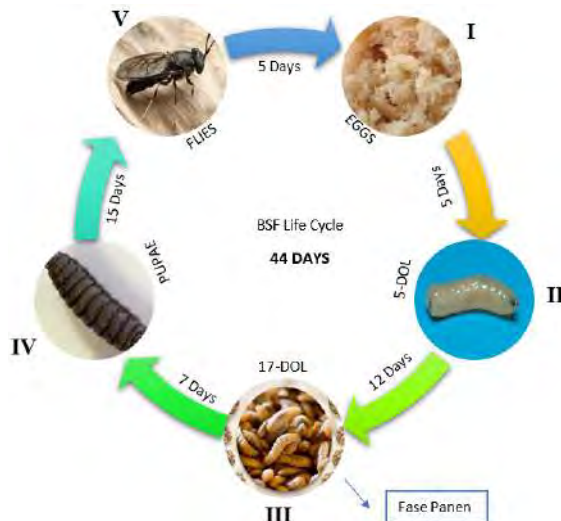 V
I
5 Days
FLIES
EGGS
15 Days
5 Days
BSF Life Cycle
44 DAYS
PUPAE
5-DOL
II
IV
17-DOL
7 Days
12 Days
III
Fase Panen